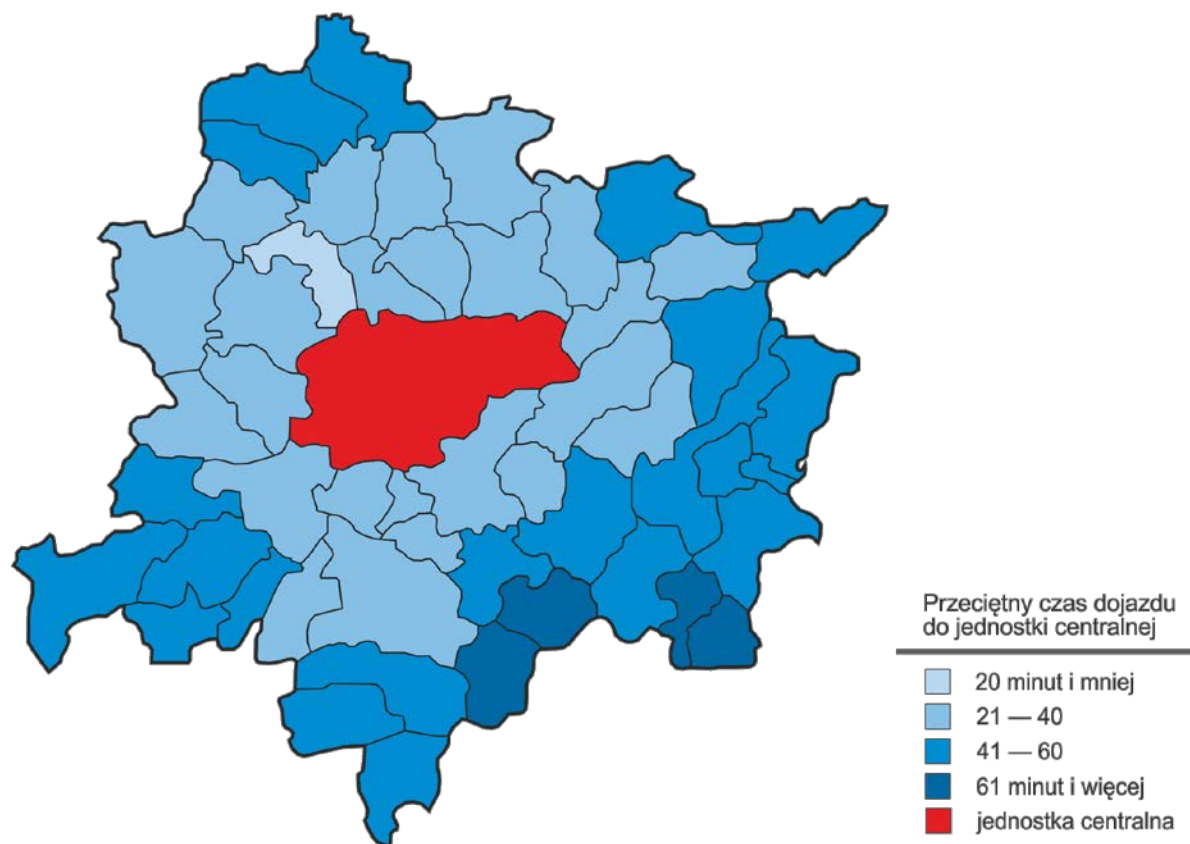 Przeciętny czas dojazdu
do jednostki centralnej
20 minut i mniej
21 — 40
41 — 60
61 minut i więcej
jednostka centralna